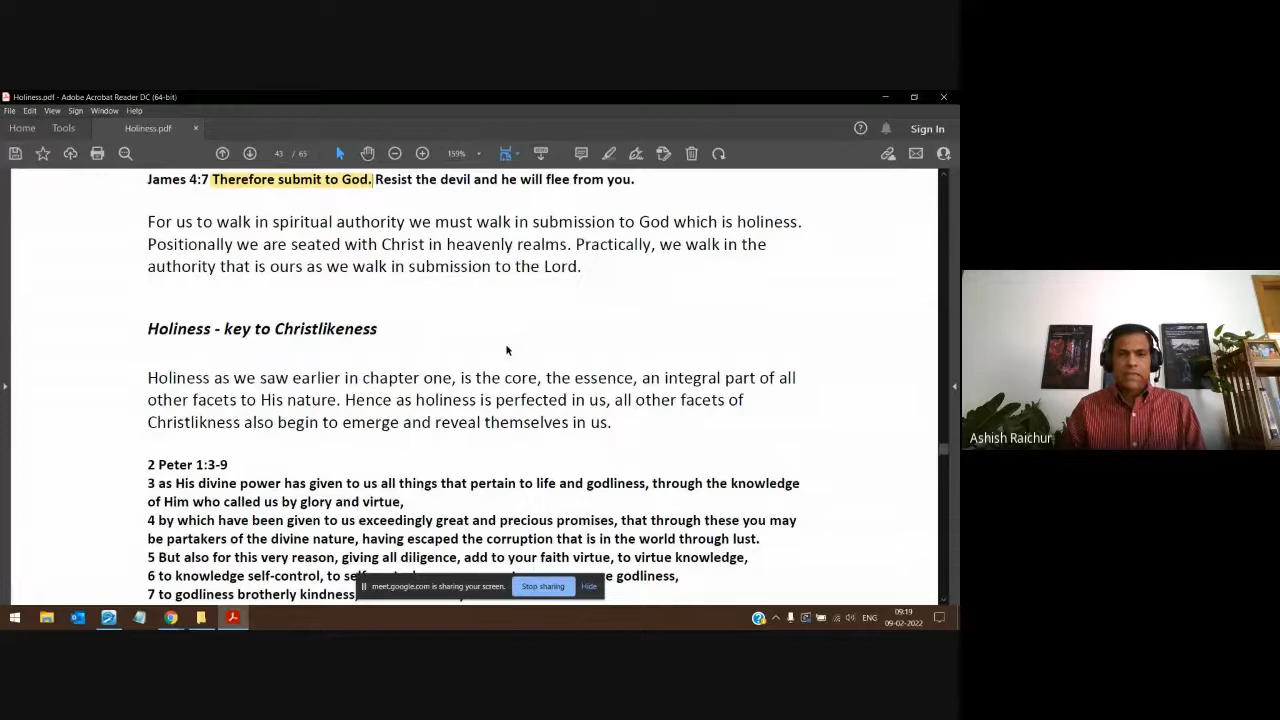 Holiness.pdf - Adobe Acrobat Reader DC (64-bit)
File Edit View Sign Window Help
Home Tools Holiness.pdf × Sign In
43 / 65 159%
James 4:7 Therefore submit to God. Resist the devil and he will flee from you.
For us to walk in spiritual authority we must walk in submission to God which is holiness.
Positionally we are seated with Christ in heavenly realms. Practically, we walk in the
authority that is ours as we walk in submission to the Lord.
Holiness - key to Christlikeness
Holiness as we saw earlier in chapter one, is the core, the essence, an integral part of all
other facets to His nature. Hence as holiness is perfected in us, all other facets of
Christlikness also begin to emerge and reveal themselves in us.
2 Peter 1:3-9
3 as His divine power has given to us all things that pertain to life and godliness, through the knowledge
of Him who called us by glory and virtue,
4 by which have been given to us exceedingly great and precious promises, that through these you may
be partakers of the divine nature, having escaped the corruption that is in the world through lust.
5 But also for this very reason, giving all diligence, add to your faith virtue, to virtue knowledge,
6 to knowledge self-control, to godliness,
7 to godliness brotherly kindness,
meet.google.com is sharing your screen. Stop sharing Hide
ENG
09:19
09-02-2022
Ashish Raichur